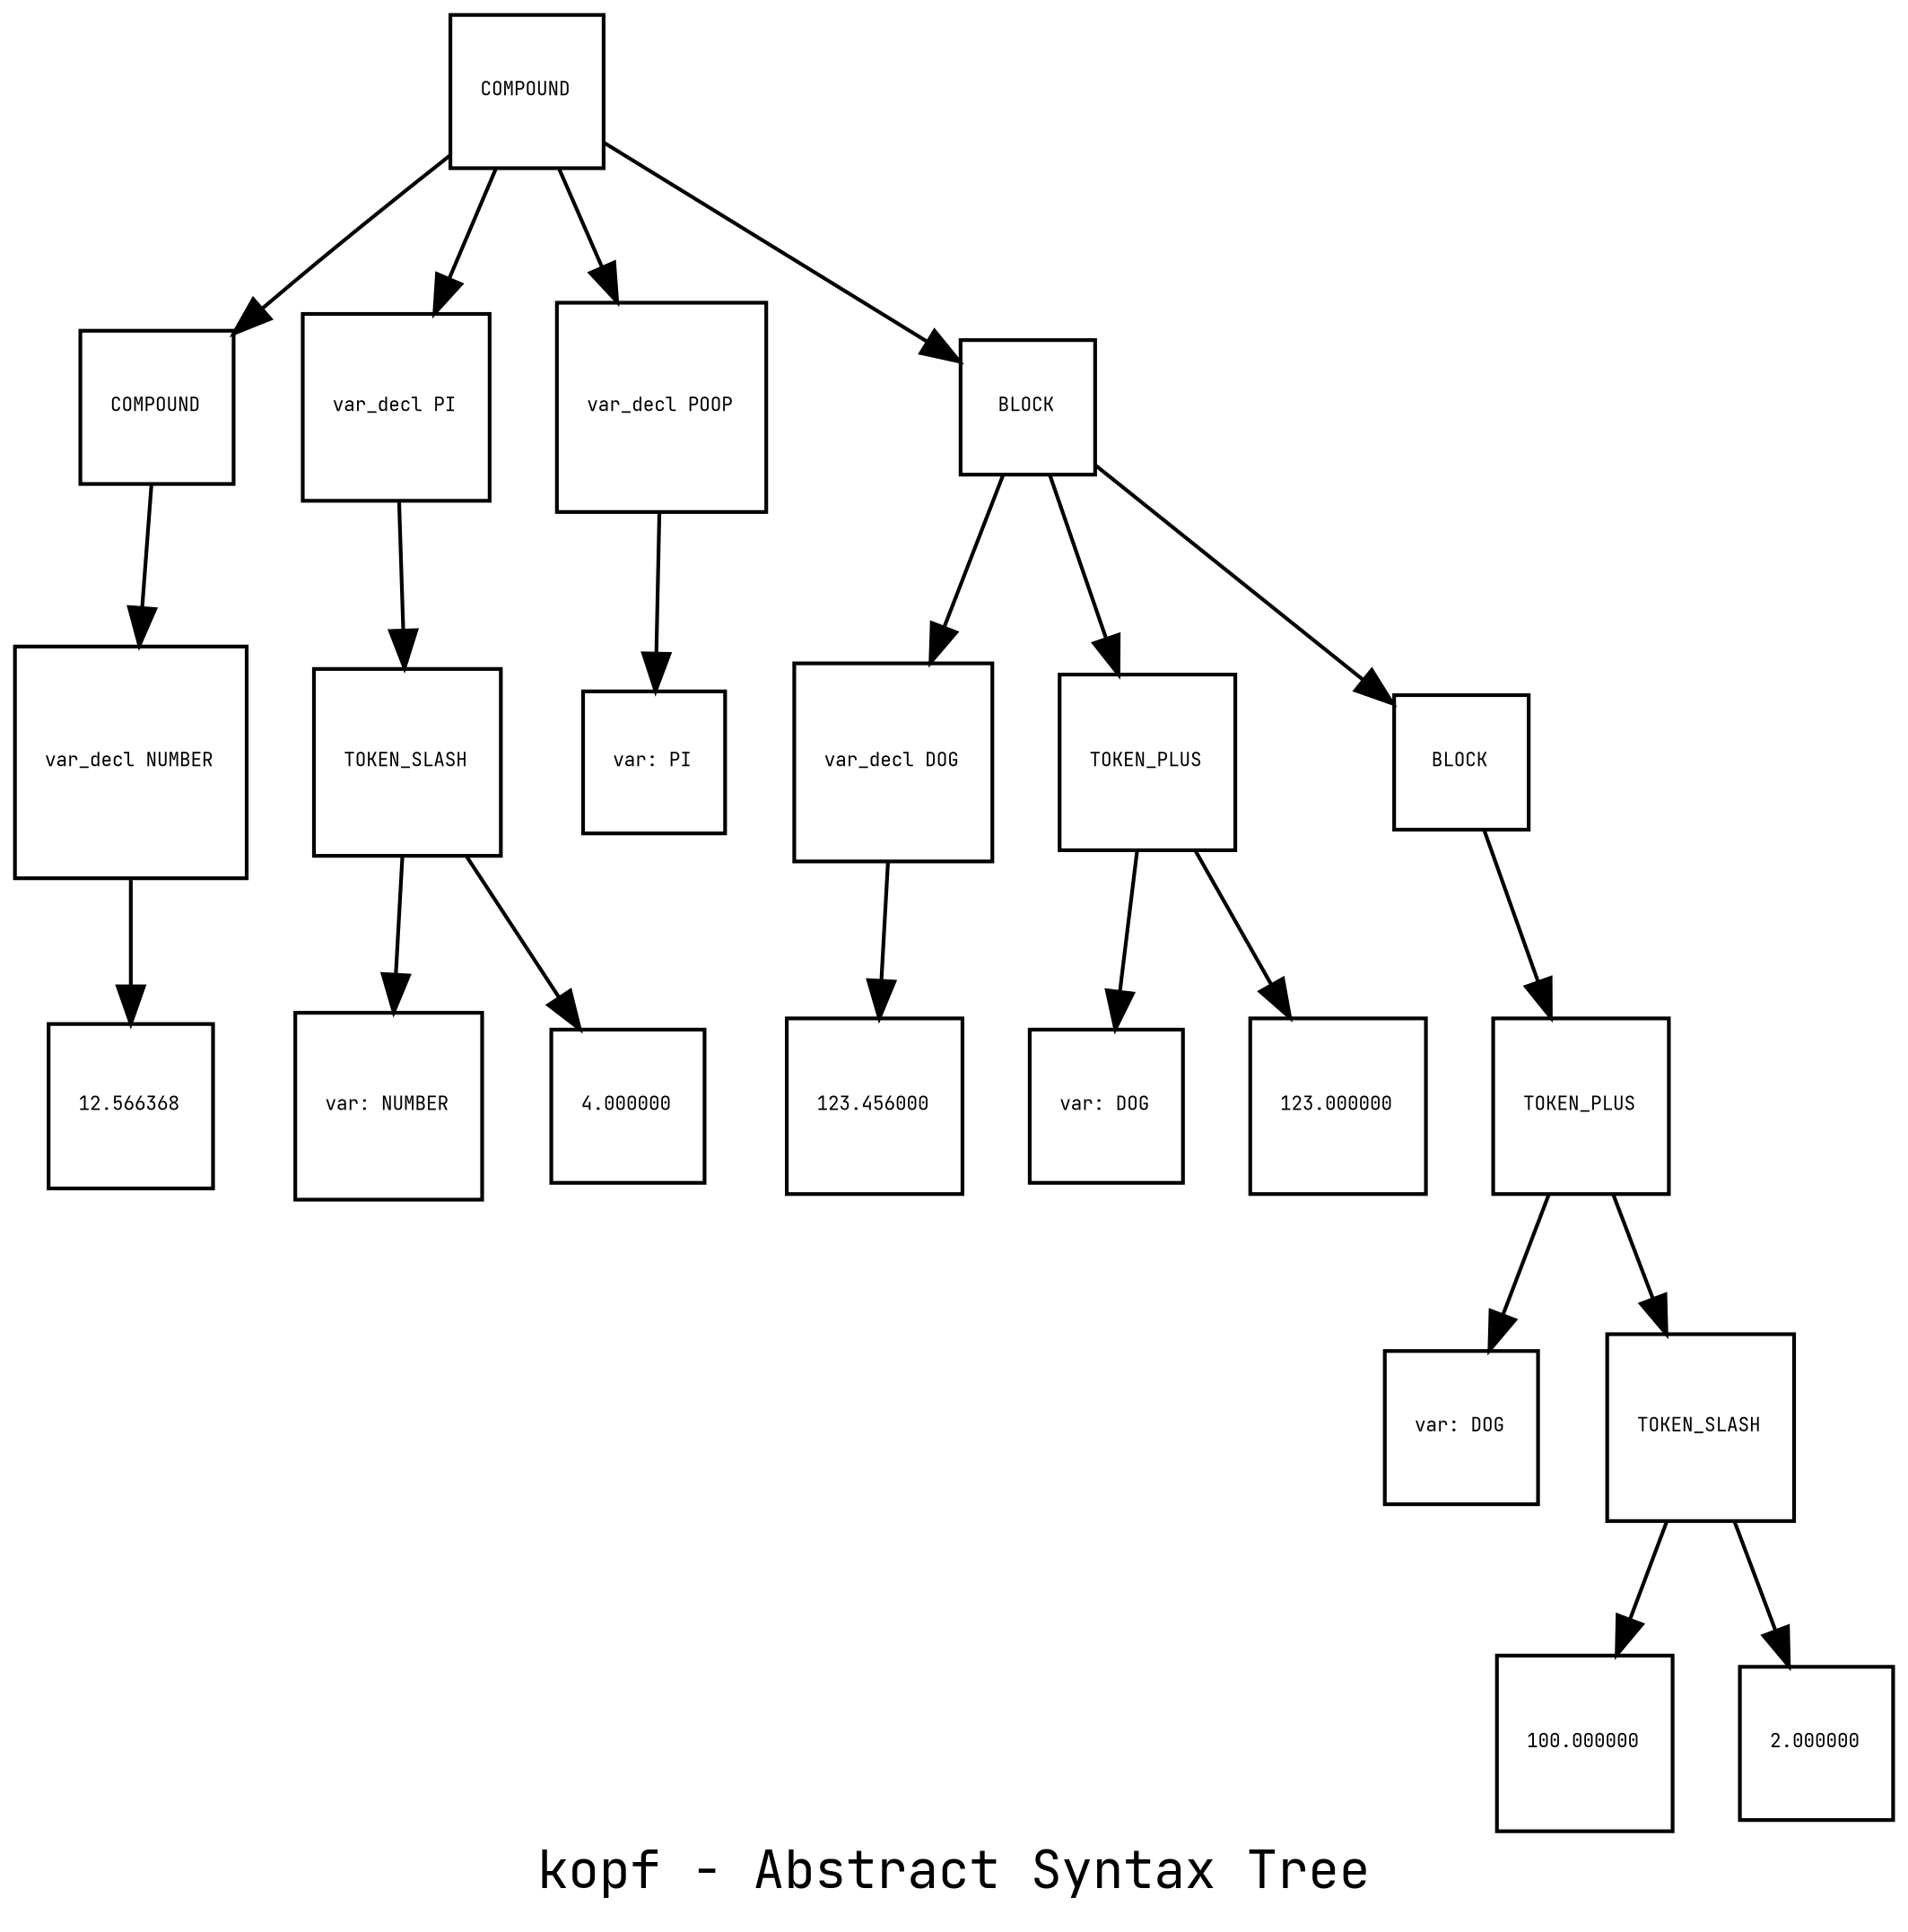 COMPOUND
COMPOUND
var_decl PI
var_decl POOP
BLOCK
var_decl NUMBER
TOKEN_SLASH
var: PI
var_decl DOG
TOKEN_PLUS
BLOCK
12.566368
var: NUMBER
4.000000
123.456000
var: DOG
123.000000
TOKEN_PLUS
var: DOG
TOKEN_SLASH
100.000000
2.000000
kopf - Abstract Syntax Tree